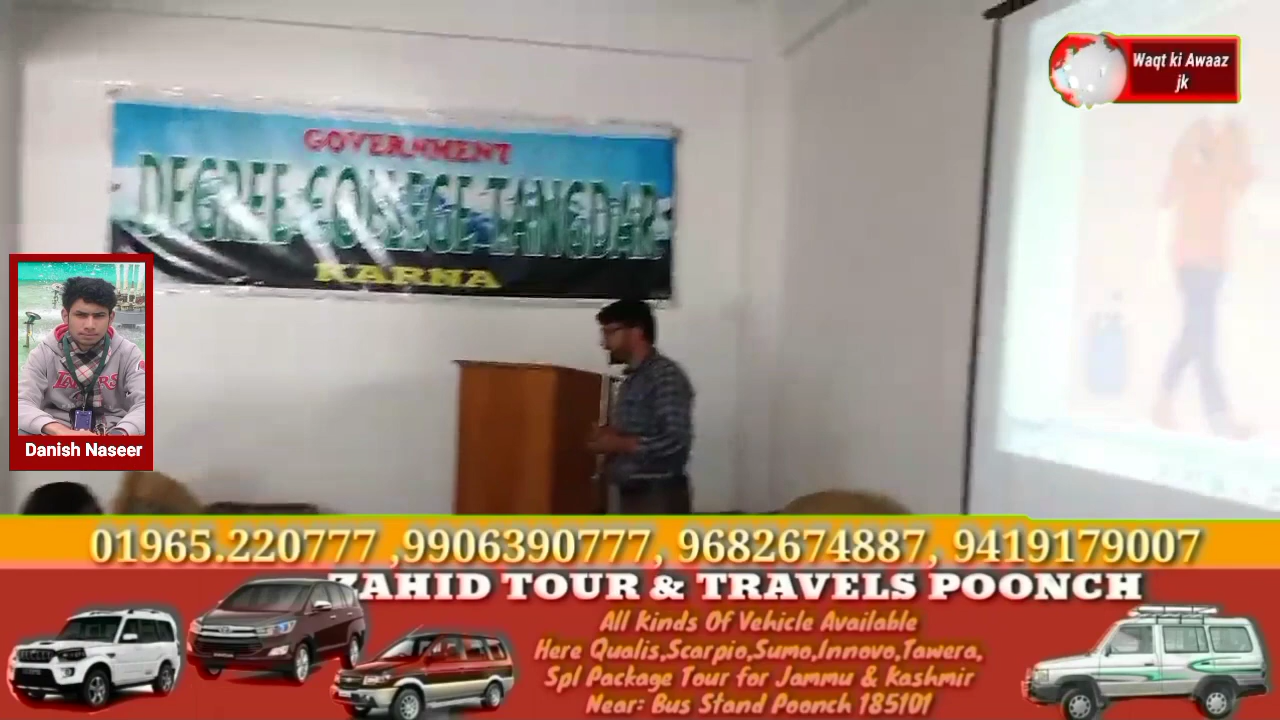 Waqt ki Awaaz
jk
GOVERNMENT
DEGREE COLLEGE TANGDAR
KARNA
LAKERS
Danish Naseer
01965.220777 ,9906390777, 9682674887, 9419179007
ZAHID TOUR & TRAVELS POONCH
All Kinds Of Vehicle Available
Here Qualis,Scarpio,Sumo,Innovo,Tawera,
Spl Package Tour for Jammu & Kashmir
Near: Bus Stand Poonch 185101